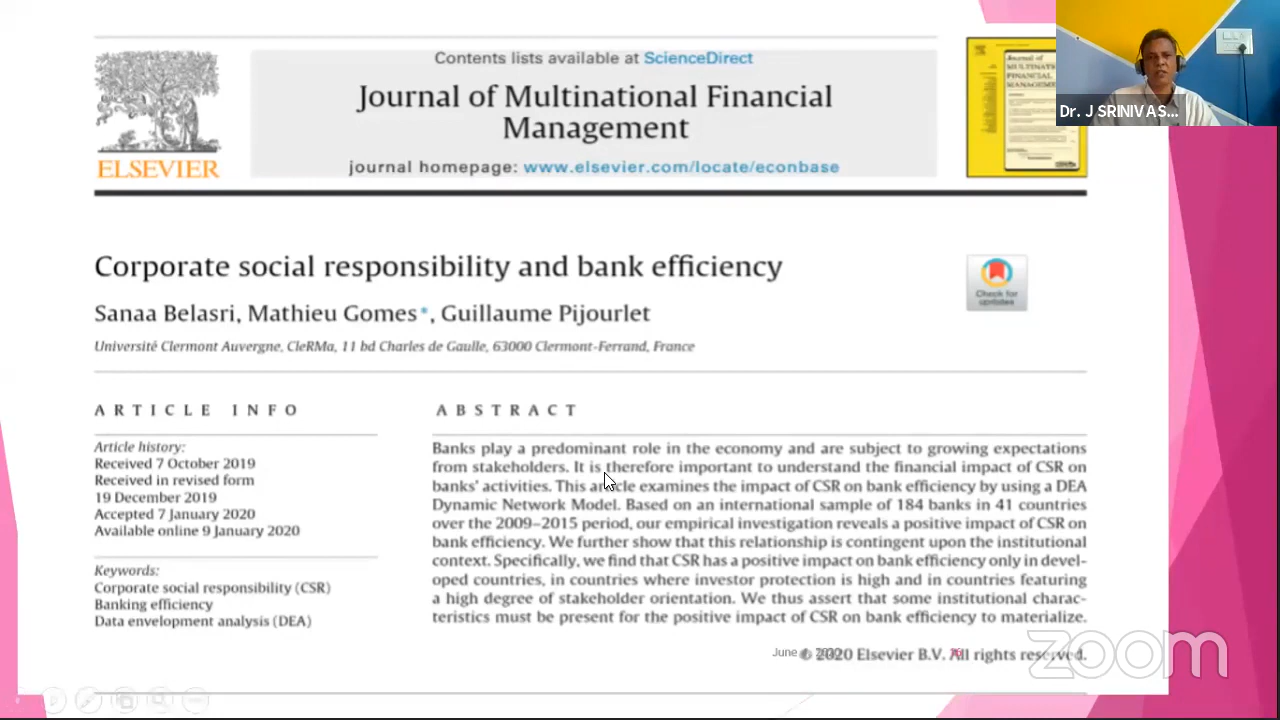 Contents lists available at ScienceDirect
Journal of Multinational Financial
Management
journal homepage: www.elsevier.com/locate/econbase
ELSEVIER
Journal of
MULTINATI
FINANCIAL
MANAGEME
Dr. J SRINIVAS...
Corporate social responsibility and bank efficiency
Check for
updates
Sanaa Belasri, Mathieu Gomes*, Guillaume Pijourlet
Université Clermont Auvergne, CleRMa, 11 bd Charles de Gaulle, 63000 Clermont-Ferrand, France
ARTICLE INFO
Article history:
Received 7 October 2019
Received in revised form
19 December 2019
Accepted 7 January 2020
Available online 9 January 2020
Keywords:
Corporate social responsibility (CSR)
Banking efficiency
Data envelopment analysis (DEA)
ABSTRACT
Banks play a predominant role in the economy and are subject to growing expectations
from stakeholders. It is therefore important to understand the financial impact of CSR on
banks' activities. This article examines the impact of CSR on bank efficiency by using a DEA
Dynamic Network Model. Based on an international sample of 184 banks in 41 countries
over the 2009–2015 period, our empirical investigation reveals a positive impact of CSR on
bank efficiency. We further show that this relationship is contingent upon the institutional
context. Specifically, we find that CSR has a positive impact on bank efficiency only in devel-
oped countries, in countries where investor protection is high and in countries featuring
a high degree of stakeholder orientation. We thus assert that some institutional charac-
teristics must be present for the positive impact of CSR on bank efficiency to materialize.
June
© 2020 Elsevier B.V. All rights reserved.
zoom